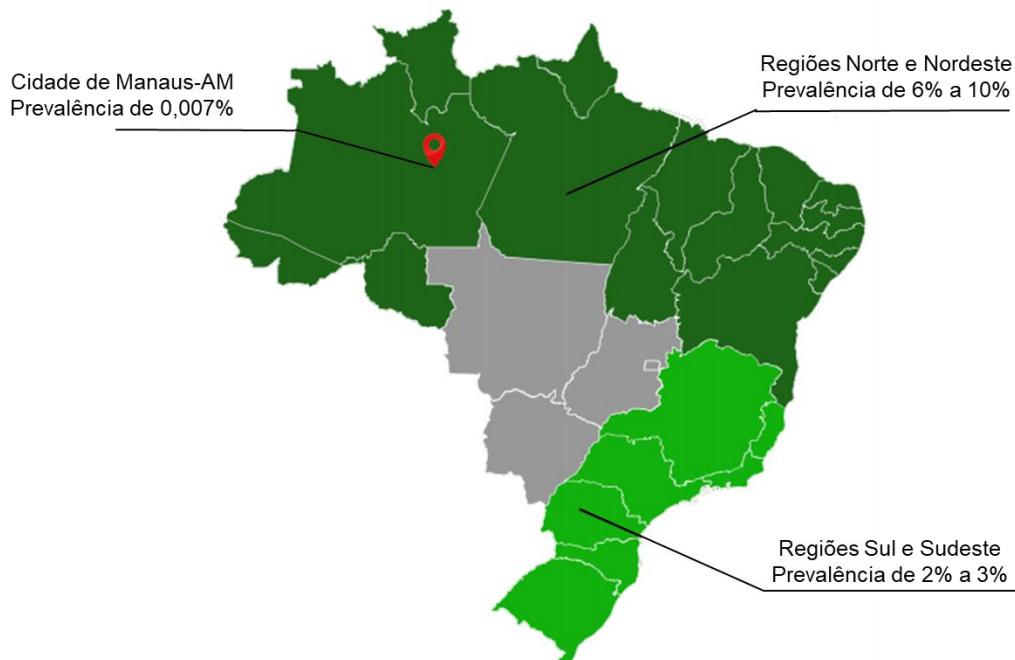 Cidade de Manaus-AM
Prevalência de 0,007%
Regiões Norte e Nordeste
Prevalência de 6% a 10%
Regiões Sul e Sudeste
Prevalência de 2% a 3%